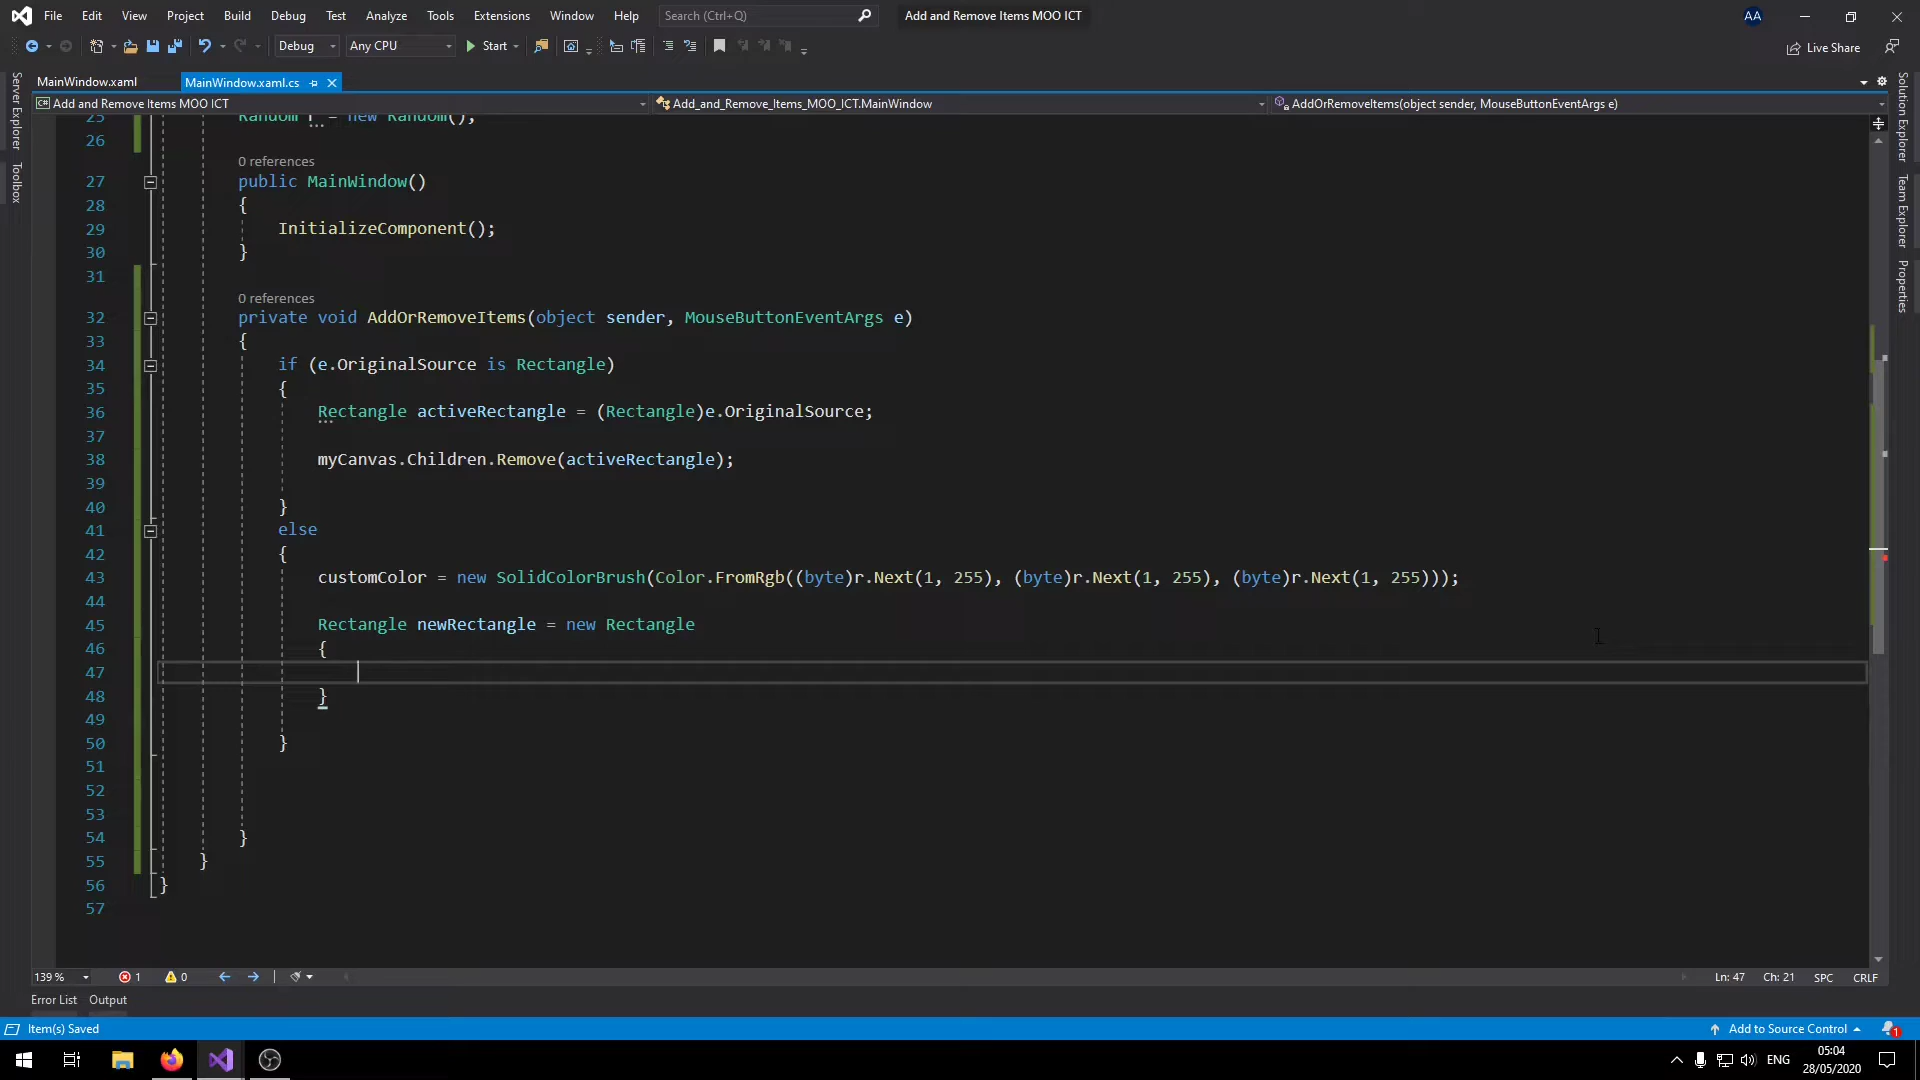 File Edit View Project Build Debug Test Analyze Tools Extensions Window Help Search (Ctrl+Q) Add and Remove Items MOO ICT AA
Debug Any CPU Start Live Share
MainWindow.xaml MainWindow.xaml.cs
C# Add and Remove Items MOO ICT Add_and_Remove_Items_MOO_ICT.MainWindow AddOrRemoveItems(object sender, MouseButtonEventArgs e)
Server Explorer
Toolbox
Solution Explorer
Team Explorer
Properties
25 Random r = new Random();
26
0 references
27 public MainWindow()
28 {
29 InitializeComponent();
30 }
31
0 references
32 private void AddOrRemoveItems(object sender, MouseButtonEventArgs e)
33 {
34 if (e.OriginalSource is Rectangle)
35 {
36 Rectangle activeRectangle = (Rectangle)e.OriginalSource;
37
38 myCanvas.Children.Remove(activeRectangle);
39
40 }
41 else
42 {
43 customColor = new SolidColorBrush(Color.FromRgb((byte)r.Next(1, 255), (byte)r.Next(1, 255), (byte)r.Next(1, 255)));
44
45 Rectangle newRectangle = new Rectangle
46 {
47
48 }
49
50 }
51
52
53
54 }
55 }
56 }
57
139 % 1 0 Ln: 47 Ch: 21 SPC CRLF
Error List Output
Item(s) Saved Add to Source Control 1
ENG 05:04
28/05/2020